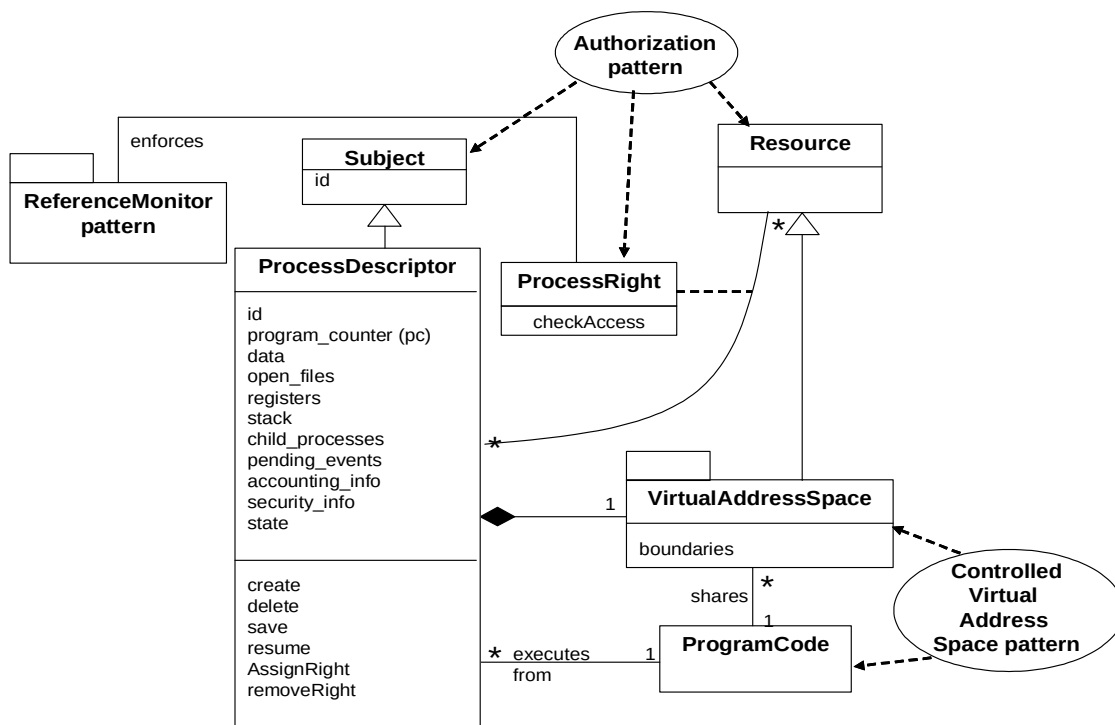 Authorization
pattern
enforces
Subject
id
Resource
*
ReferenceMonitor
pattern
ProcessDescriptor
id
program_counter (pc)
data
open_files
registers
stack
child_processes
pending_events
accounting_info
security_info
state
create
delete
save
resume
AssignRight
removeRight
ProcessRight
checkAccess
*
1
VirtualAddressSpace
boundaries
*
shares
1
ProgramCode
* executes 1
from
Controlled
Virtual
Address
Space pattern